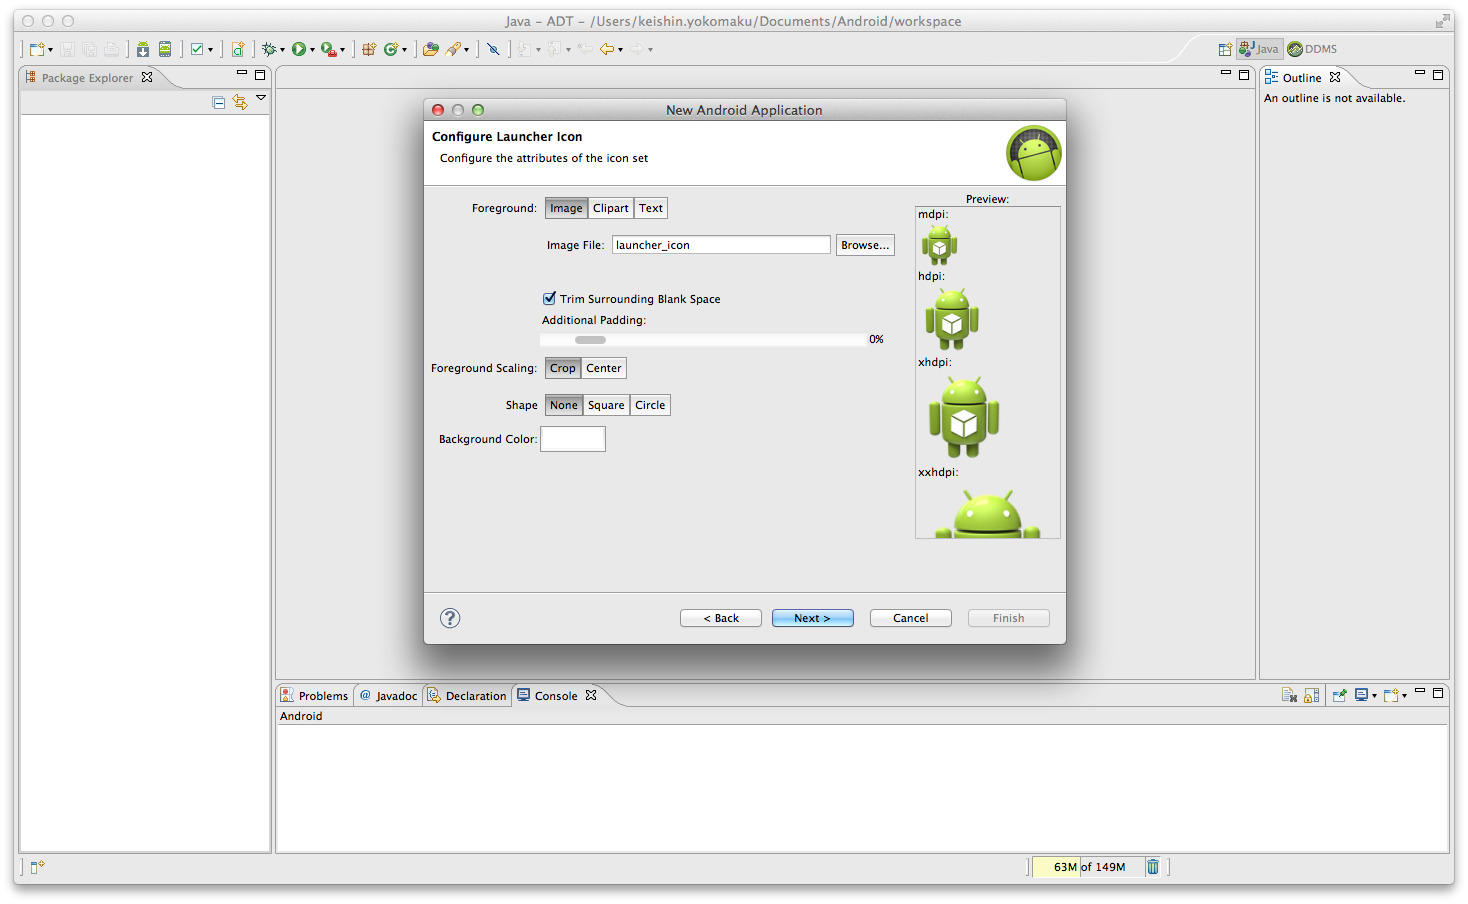 Java – ADT – /Users/keishin.yokomaku/Documents/Android/workspace
Java
DDMS
Package Explorer
Outline
An outline is not available.
New Android Application
Configure Launcher Icon
Configure the attributes of the icon set
Foreground: Image Clipart Text
Image File: launcher_icon Browse...
Trim Surrounding Blank Space
Additional Padding:
0%
Foreground Scaling: Crop Center
Shape None Square Circle
Background Color:
Preview:
mdpi:
hdpi:
xhdpi:
xxhdpi:
? < Back Next > Cancel Finish
Problems @ Javadoc Declaration Console
Android
63M of 149M